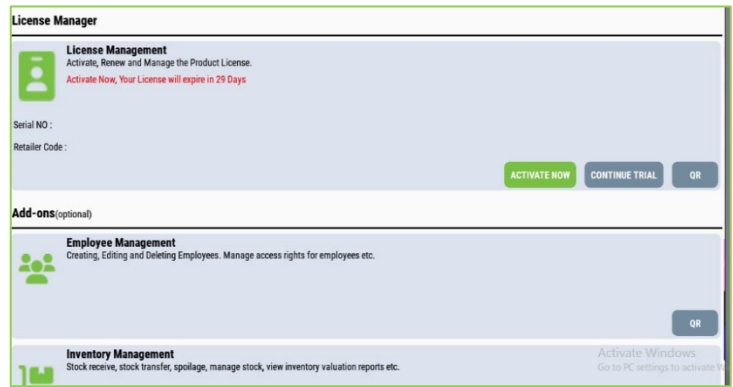 License Manager
License Management
Activate, Renew and Manage the Product License.
Activate Now, Your License will expire in 29 Days
Serial NO :
Retailer Code :
ACTIVATE NOW CONTINUE TRIAL QR
Add-ons(optional)
Employee Management
Creating, Editing and Deleting Employees. Manage access rights for employees etc.
QR
Inventory Management
Stock receive, stock transfer, spoilage, manage stock, view inventory valuation reports etc.
Activate Windows
Go to PC settings to activate W